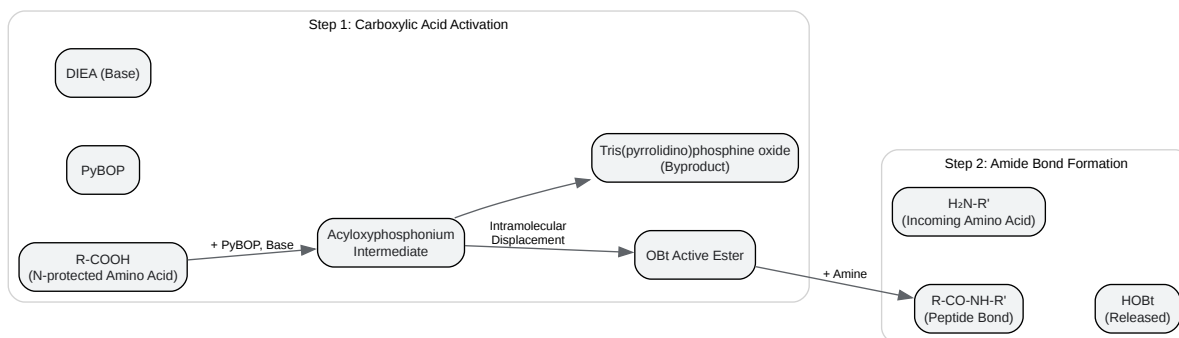 Step 1: Carboxylic Acid Activation
DIEA (Base)
PyBOP
R-COOH
(N-protected Amino Acid)
+ PyBOP, Base
Acyloxyphosphonium
Intermediate
Tris(pyrrolidino)phosphine oxide
(Byproduct)
Intramolecular
Displacement
OBt Active Ester
+ Amine
Step 2: Amide Bond Formation
H₂N-R'
(Incoming Amino Acid)
R-CO-NH-R'
(Peptide Bond)
HOBt
(Released)